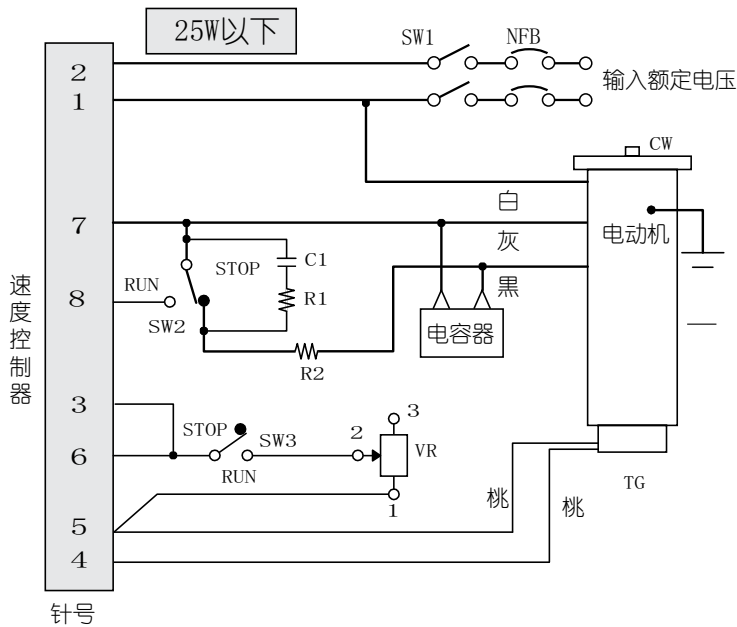 25W以下
SW1
NFB
2
输入额定电压
1
CW
白
7
电动机
灰
STOP
C1
RUN
黑
8
R1
SW2
电容器
R2
速度控制器
3
3
STOP
2
SW3
6
VR
RUN
TG
桃
1
桃
5
4
针号